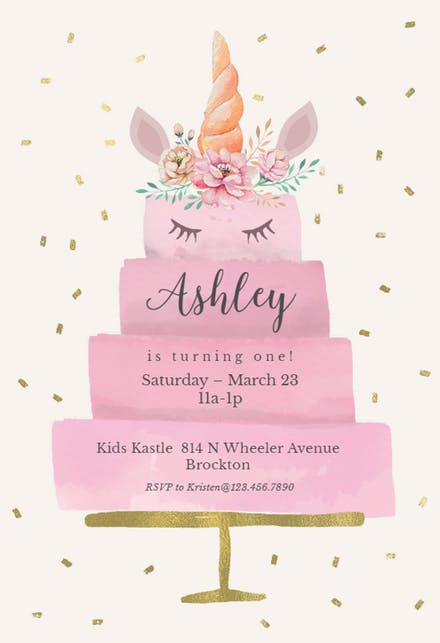 Ashley
is turning one!
Saturday – March 23
11a-1p
Kids Kastle 814 N Wheeler Avenue
Brockton
RSVP to Kristen@123.456.7890